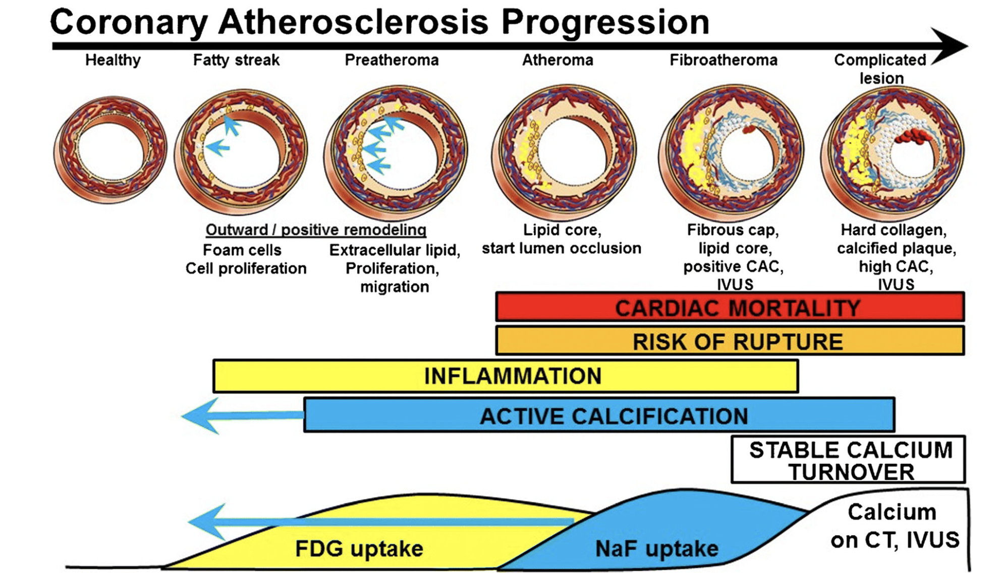 Coronary Atherosclerosis Progression
Healthy
Fatty streak
Preatheroma
Atheroma
Fibroatheroma
Complicated
lesion
Outward / positive remodeling
Foam cells
Cell proliferation
Extracellular lipid,
Proliferation,
migration
Lipid core,
start lumen occlusion
Fibrous cap,
lipid core,
positive CAC,
IVUS
Hard collagen,
calcified plaque,
high CAC,
IVUS
CARDIAC MORTALITY
RISK OF RUPTURE
INFLAMMATION
ACTIVE CALCIFICATION
STABLE CALCIUM
TURNOVER
FDG uptake
NaF uptake
Calcium
on CT, IVUS